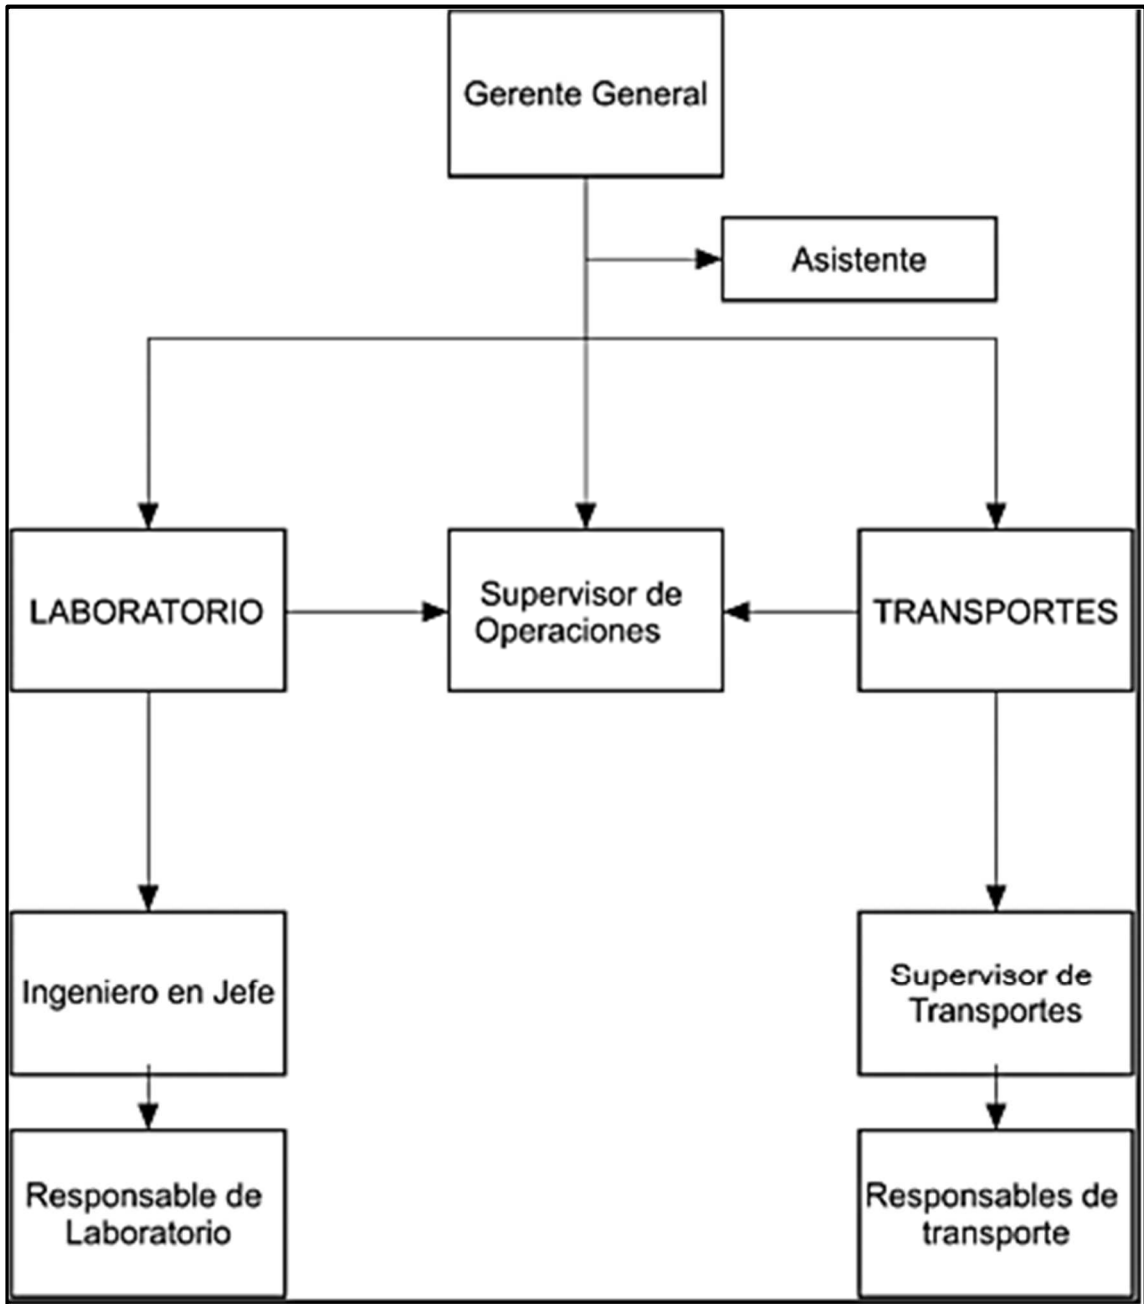 Gerente General
Asistente
LABORATORIO
Supervisor de
Operaciones
TRANSPORTES
Ingeniero en Jefe
Supervisor de
Transportes
Responsable de
Laboratorio
Responsables de
transporte